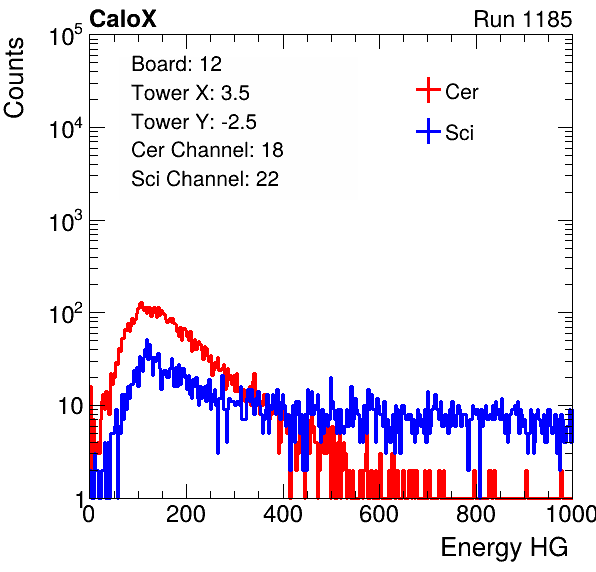 CaloX Run 1185
Counts
Board: 12
Tower X: 3.5
Tower Y: -2.5
Cer Channel: 18
Sci Channel: 22
Cer
Sci
10^5
10^4
10^3
10^2
10
1
0 200 400 600 800 1000
Energy HG